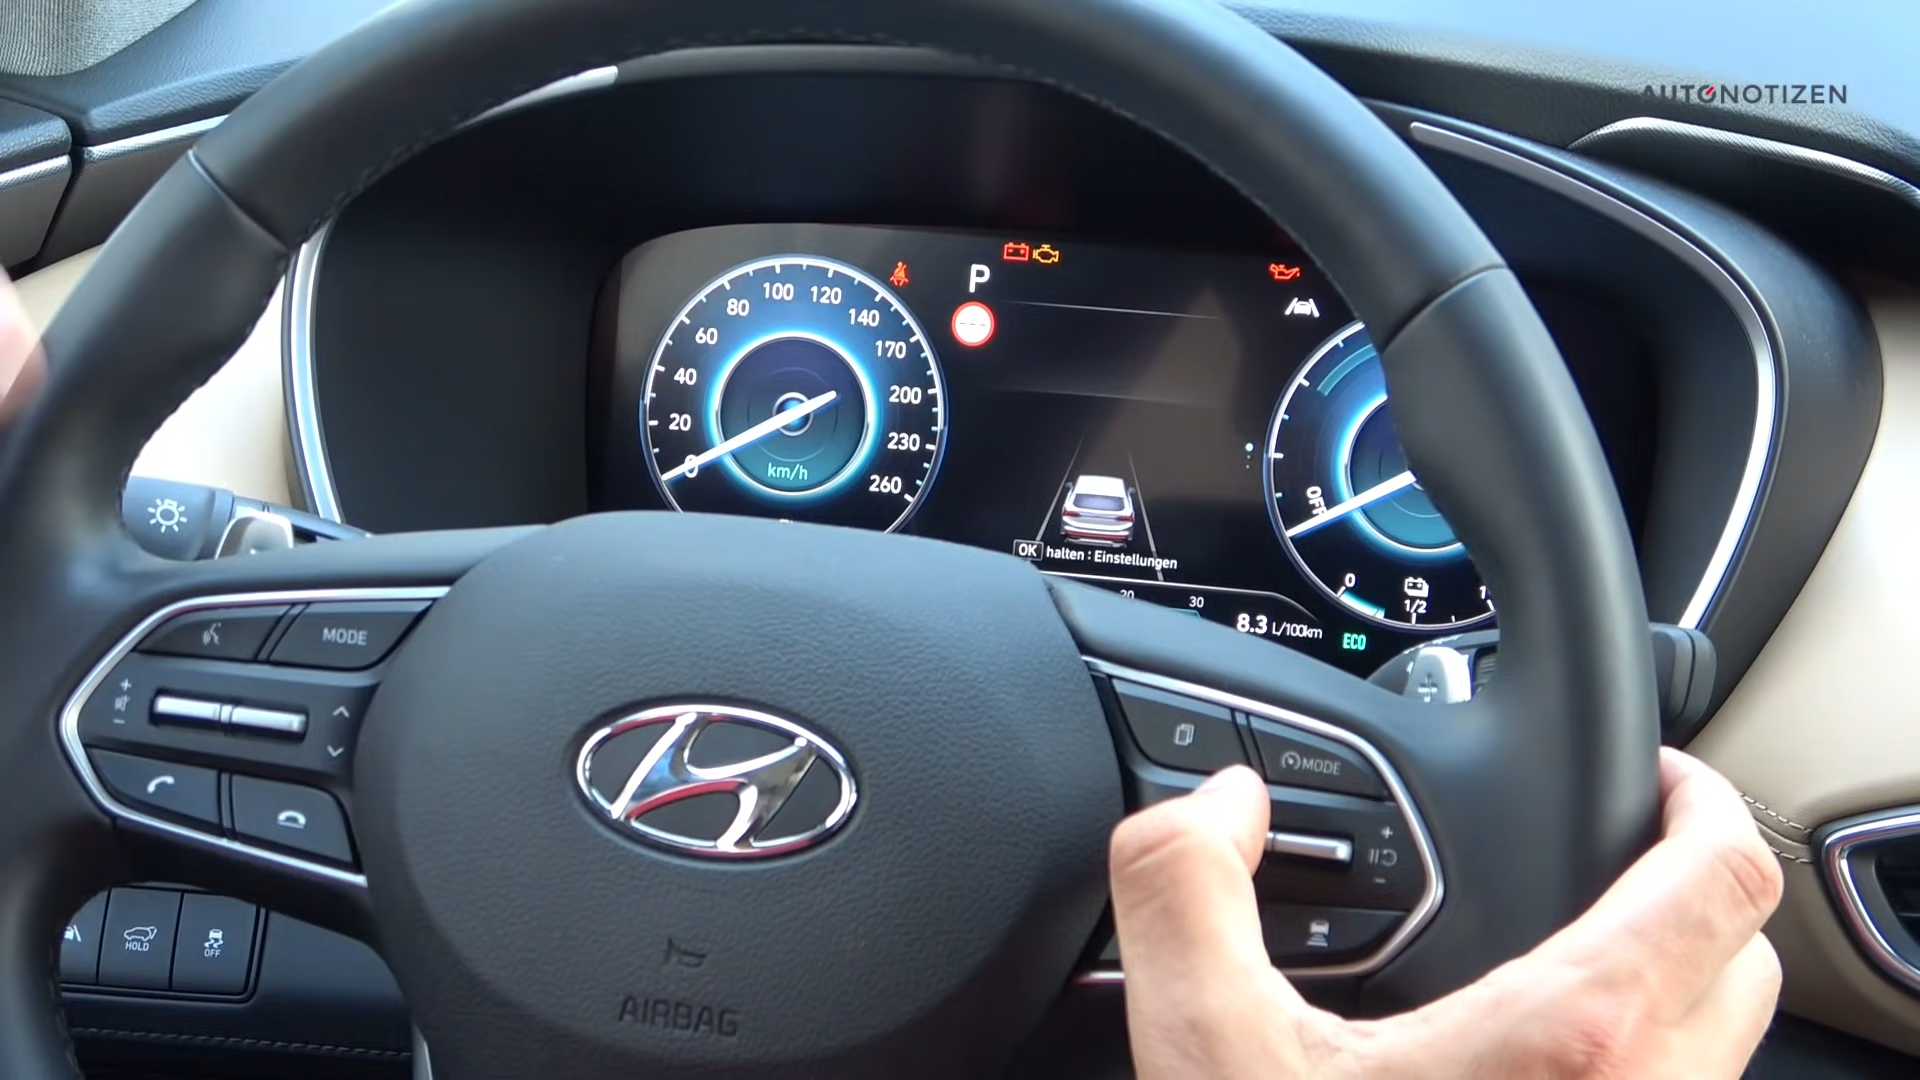 AUTONOTIZEN
P
0
20
40
60
80
100
120
140
170
200
230
260
km/h
OFF
OK halten : Einstellungen
20
30
8.3 L/100km
ECO
0
1/2
MODE
MODE
HOLD
OFF
AIRBAG